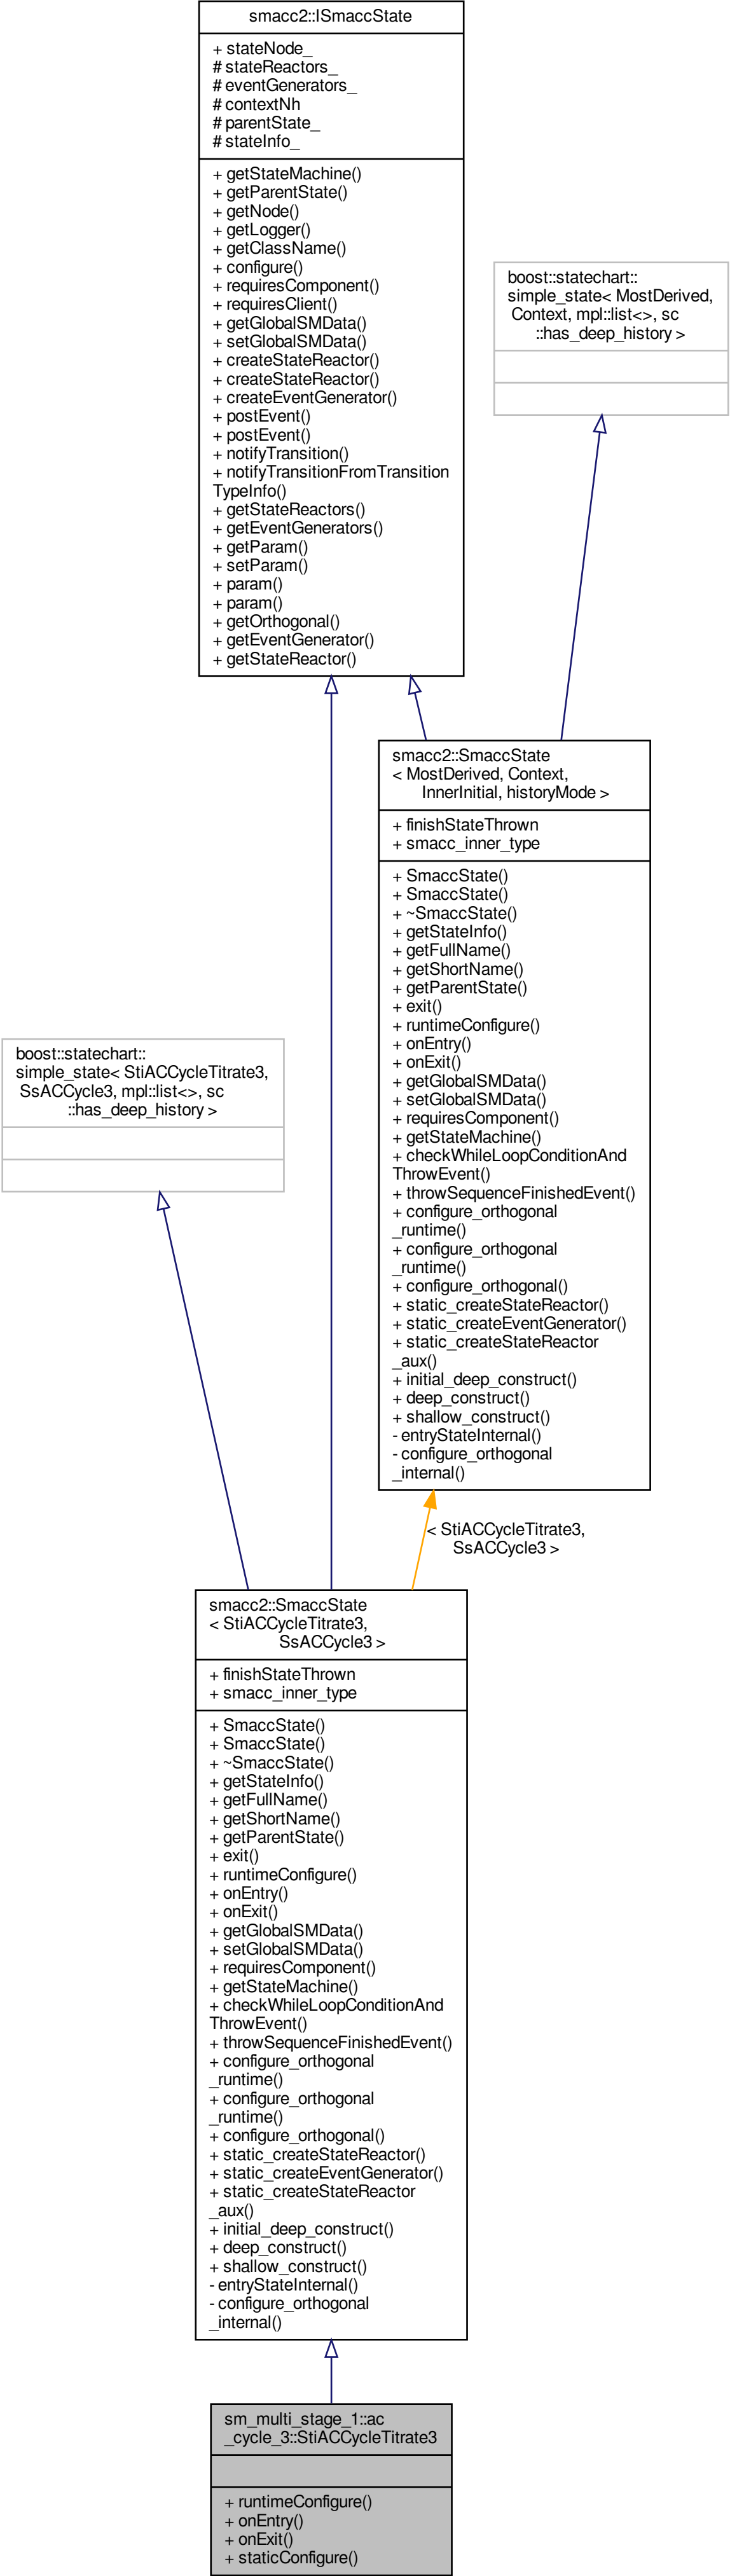 smacc2::ISmaccState
+ stateNode_
# stateReactors_
# eventGenerators_
# contextNh
# parentState_
# stateInfo_
+ getStateMachine()
+ getParentState()
+ getNode()
+ getLogger()
+ getClassName()
+ configure()
+ requiresComponent()
+ requiresClient()
+ getGlobalSMData()
+ setGlobalSMData()
+ createStateReactor()
+ createStateReactor()
+ createEventGenerator()
+ postEvent()
+ postEvent()
+ notifyTransition()
+ notifyTransitionFromTransition
TypeInfo()
+ getStateReactors()
+ getEventGenerators()
+ getParam()
+ setParam()
+ param()
+ param()
+ getOrthogonal()
+ getEventGenerator()
+ getStateReactor()
boost::statechart::
simple_state< MostDerived,
Context, mpl::list<>, sc
::has_deep_history >
smacc2::SmaccState
< MostDerived, Context,
InnerInitial, historyMode >
+ finishStateThrown
+ smacc_inner_type
+ SmaccState()
+ SmaccState()
+ ~SmaccState()
+ getStateInfo()
+ getFullName()
+ getShortName()
+ getParentState()
+ exit()
+ runtimeConfigure()
+ onEntry()
+ onExit()
+ getGlobalSMData()
+ setGlobalSMData()
+ requiresComponent()
+ getStateMachine()
+ checkWhileLoopConditionAnd
ThrowEvent()
+ throwSequenceFinishedEvent()
+ configure_orthogonal
_runtime()
+ configure_orthogonal
_runtime()
+ configure_orthogonal()
+ static_createStateReactor()
+ static_createEventGenerator()
+ static_createStateReactor
_aux()
+ initial_deep_construct()
+ deep_construct()
+ shallow_construct()
- entryStateInternal()
- configure_orthogonal
_internal()
boost::statechart::
simple_state< StiACCycleTitrate3,
SsACCycle3, mpl::list<>, sc
::has_deep_history >
< StiACCycleTitrate3,
SsACCycle3 >
smacc2::SmaccState
< StiACCycleTitrate3,
SsACCycle3 >
+ finishStateThrown
+ smacc_inner_type
+ SmaccState()
+ SmaccState()
+ ~SmaccState()
+ getStateInfo()
+ getFullName()
+ getShortName()
+ getParentState()
+ exit()
+ runtimeConfigure()
+ onEntry()
+ onExit()
+ getGlobalSMData()
+ setGlobalSMData()
+ requiresComponent()
+ getStateMachine()
+ checkWhileLoopConditionAnd
ThrowEvent()
+ throwSequenceFinishedEvent()
+ configure_orthogonal
_runtime()
+ configure_orthogonal
_runtime()
+ configure_orthogonal()
+ static_createStateReactor()
+ static_createEventGenerator()
+ static_createStateReactor
_aux()
+ initial_deep_construct()
+ deep_construct()
+ shallow_construct()
- entryStateInternal()
- configure_orthogonal
_internal()
sm_multi_stage_1::ac
_cycle_3::StiACCycleTitrate3
+ runtimeConfigure()
+ onEntry()
+ onExit()
+ staticConfigure()